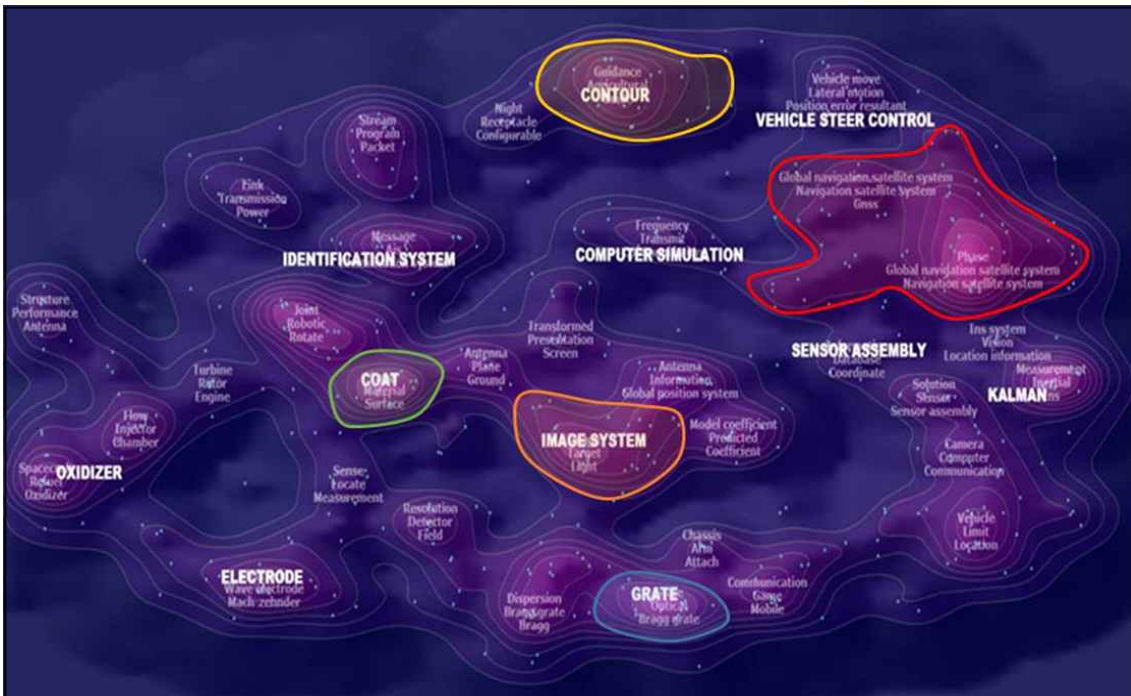 Guidance
Agricultural
CONTOUR
Vehicle move
Lateral motion
Position error resultant
VEHICLE STEER CONTROL
Night
Receptacle
Configurable
Stream
Program
Packet
Link
Transmission
Power
Global navigation satellite system
Navigation satellite system
Gnss
Message
IDENTIFICATION SYSTEM
Frequency
Transmit
COMPUTER SIMULATION
Phase
Global navigation satellite system
Navigation satellite system
Structure
Performance
Antenna
Joint
Robotic
Rotate
Transformed
Presentation
Screen
Ins system
Vision
Location information
SENSOR ASSEMBLY
Database
Coordinate
Antenna
Plane
Ground
Turbine
Rotor
Engine
COAT
Material
Surface
Antenna
Information
Global position system
Solution
Sensor
Sensor assembly
Measurement
Inertial
KALMAN
Ins
Flow
Injector
Chamber
IMAGE SYSTEM
Target
Light
Model coefficient
Predicted
Coefficient
Camera
Computer
Communication
OXIDIZER
Oxidizer
Sense
Locate
Measurement
Resolution
Detector
Field
Vehicle
Limit
Location
Chassis
Arm
Attach
ELECTRODE
Wave electrode
Mach-zehnder
Dispersion
Bragg grate
Bragg
GRATE
Optical
Bragg grate
Communication
Game
Mobile